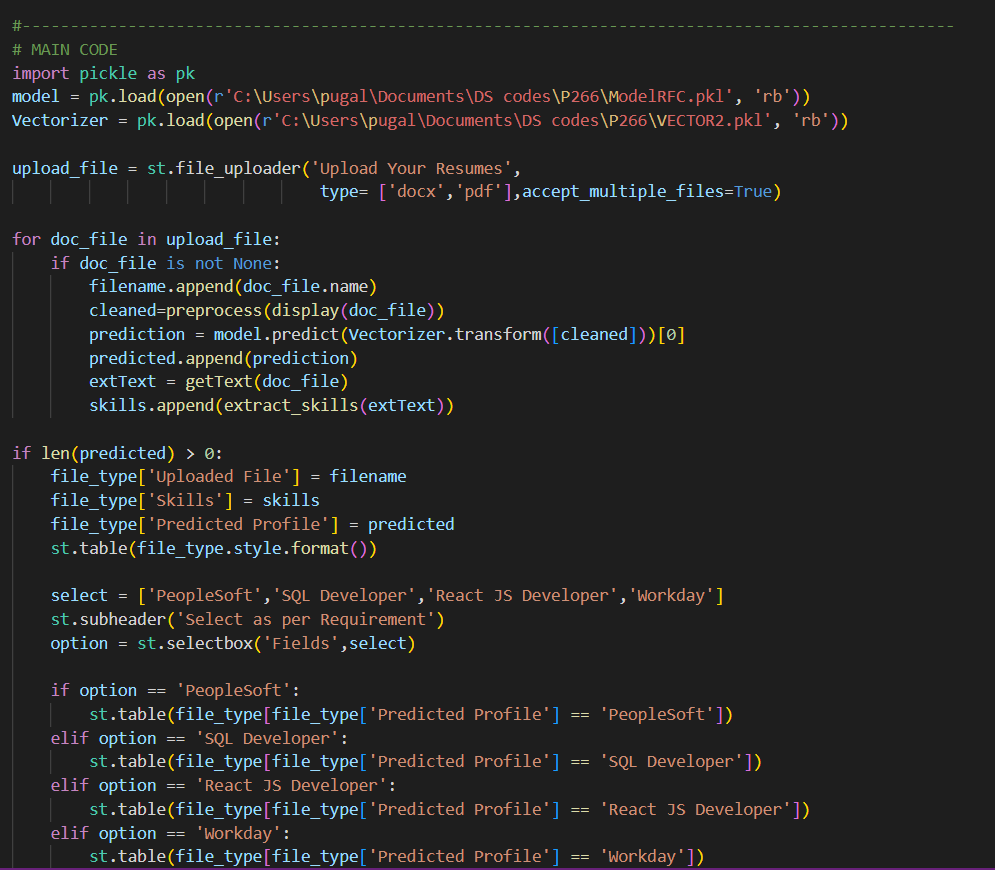 #---------------------------------------------------------------------------------------------------
# MAIN CODE
import pickle as pk
model = pk.load(open(r'C:\Users\pugal\Documents\DS codes\P266\ModelRFC.pkl', 'rb'))
Vectorizer = pk.load(open(r'C:\Users\pugal\Documents\DS codes\P266\VECTOR2.pkl', 'rb'))

upload_file = st.file_uploader('Upload Your Resumes',
                                type= ['docx','pdf'],accept_multiple_files=True)

for doc_file in upload_file:
    if doc_file is not None:
        filename.append(doc_file.name)
        cleaned=preprocess(display(doc_file))
        prediction = model.predict(Vectorizer.transform([cleaned]))[0]
        predicted.append(prediction)
        extText = getText(doc_file)
        skills.append(extract_skills(extText))

if len(predicted) > 0:
    file_type['Uploaded File'] = filename
    file_type['Skills'] = skills
    file_type['Predicted Profile'] = predicted
    st.table(file_type.style.format())

    select = ['PeopleSoft','SQL Developer','React JS Developer','Workday']
    st.subheader('Select as per Requirement')
    option = st.selectbox('Fields',select)

    if option == 'PeopleSoft':
        st.table(file_type[file_type['Predicted Profile'] == 'PeopleSoft'])
    elif option == 'SQL Developer':
        st.table(file_type[file_type['Predicted Profile'] == 'SQL Developer'])
    elif option == 'React JS Developer':
        st.table(file_type[file_type['Predicted Profile'] == 'React JS Developer'])
    elif option == 'Workday':
        st.table(file_type[file_type['Predicted Profile'] == 'Workday'])